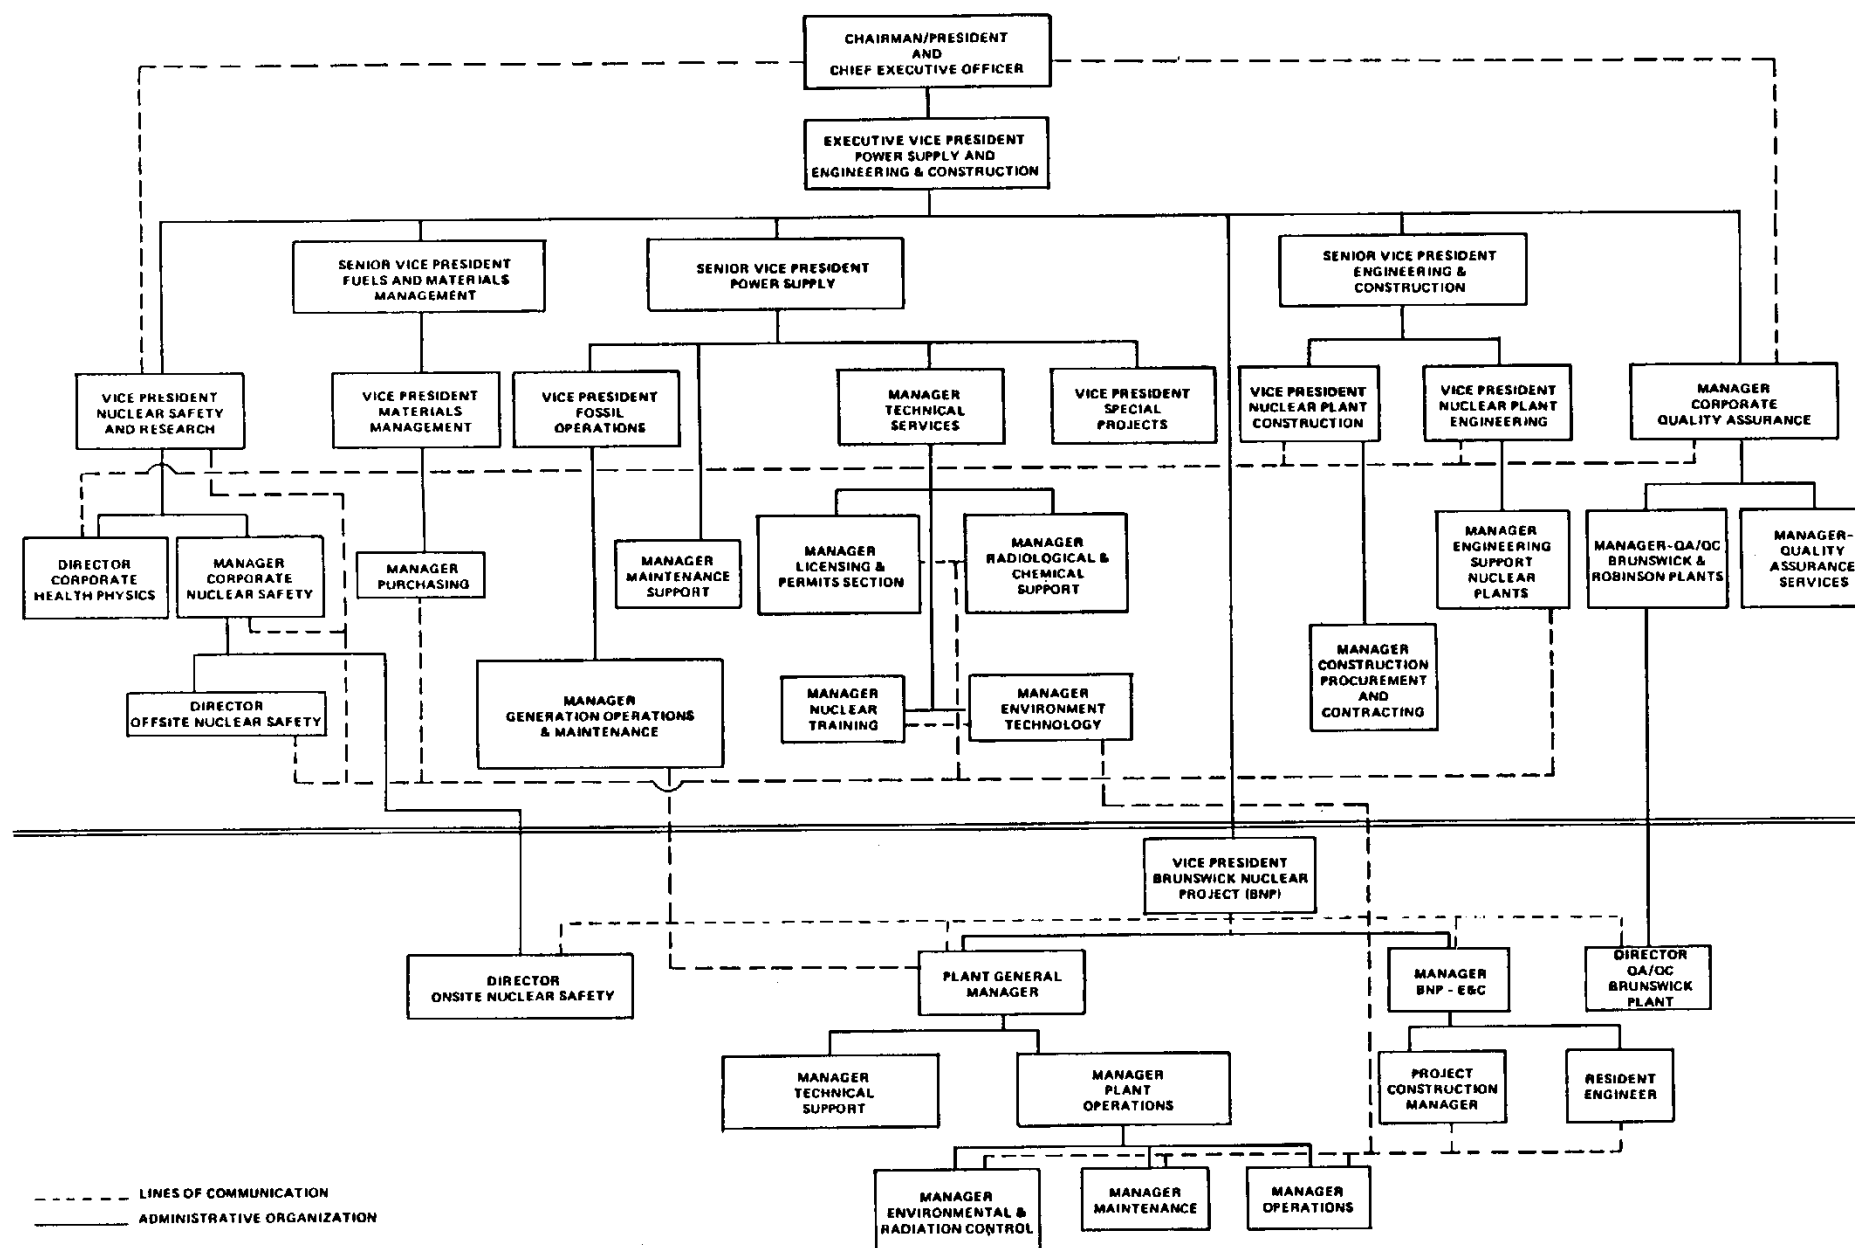 CHAIRMAN/PRESIDENT
AND
CHIEF EXECUTIVE OFFICER
EXECUTIVE VICE PRESIDENT
POWER SUPPLY AND
ENGINEERING & CONSTRUCTION
SENIOR VICE PRESIDENT
FUELS AND MATERIALS
MANAGEMENT
SENIOR VICE PRESIDENT
POWER SUPPLY
SENIOR VICE PRESIDENT
ENGINEERING &
CONSTRUCTION
VICE PRESIDENT
NUCLEAR SAFETY
AND RESEARCH
VICE PRESIDENT
MATERIALS
MANAGEMENT
VICE PRESIDENT
FOSSIL
OPERATIONS
MANAGER
TECHNICAL
SERVICES
VICE PRESIDENT
SPECIAL
PROJECTS
VICE PRESIDENT
NUCLEAR PLANT
CONSTRUCTION
VICE PRESIDENT
NUCLEAR PLANT
ENGINEERING
MANAGER
CORPORATE
QUALITY ASSURANCE
DIRECTOR
CORPORATE
HEALTH PHYSICS
MANAGER
CORPORATE
NUCLEAR SAFETY
MANAGER
PURCHASING
MANAGER
MAINTENANCE
SUPPORT
MANAGER
LICENSING &
PERMITS SECTION
MANAGER
RADIOLOGICAL &
CHEMICAL
SUPPORT
MANAGER
ENGINEERING
SUPPORT
NUCLEAR
PLANTS
MANAGER-QA/QC
BRUNSWICK &
ROBINSON PLANTS
MANAGER-
QUALITY
ASSURANCE
SERVICES
DIRECTOR
OFFSITE NUCLEAR SAFETY
MANAGER
GENERATION OPERATIONS
& MAINTENANCE
MANAGER
NUCLEAR
TRAINING
MANAGER
ENVIRONMENT
TECHNOLOGY
MANAGER
CONSTRUCTION
PROCUREMENT
AND
CONTRACTING
VICE PRESIDENT
BRUNSWICK NUCLEAR
PROJECT (BNP)
DIRECTOR
ONSITE NUCLEAR SAFETY
PLANT GENERAL
MANAGER
MANAGER
BNP - E&C
DIRECTOR
QA/QC
BRUNSWICK
PLANT
MANAGER
TECHNICAL
SUPPORT
MANAGER
PLANT
OPERATIONS
PROJECT
CONSTRUCTION
MANAGER
RESIDENT
ENGINEER
MANAGER
ENVIRONMENTAL &
RADIATION CONTROL
MANAGER
MAINTENANCE
MANAGER
OPERATIONS
LINES OF COMMUNICATION
ADMINISTRATIVE ORGANIZATION